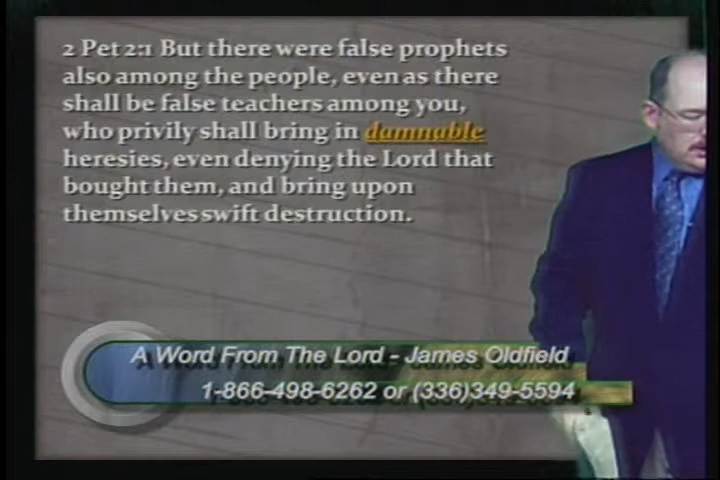 2 Pet 2:1 But there were false prophets
also among the people, even as there
shall be false teachers among you,
who privily shall bring in damnable
heresies, even denying the Lord that
bought them, and bring upon
themselves swift destruction.
A Word From The Lord - James Oldfield
1-866-498-6262 or (336)349-5594